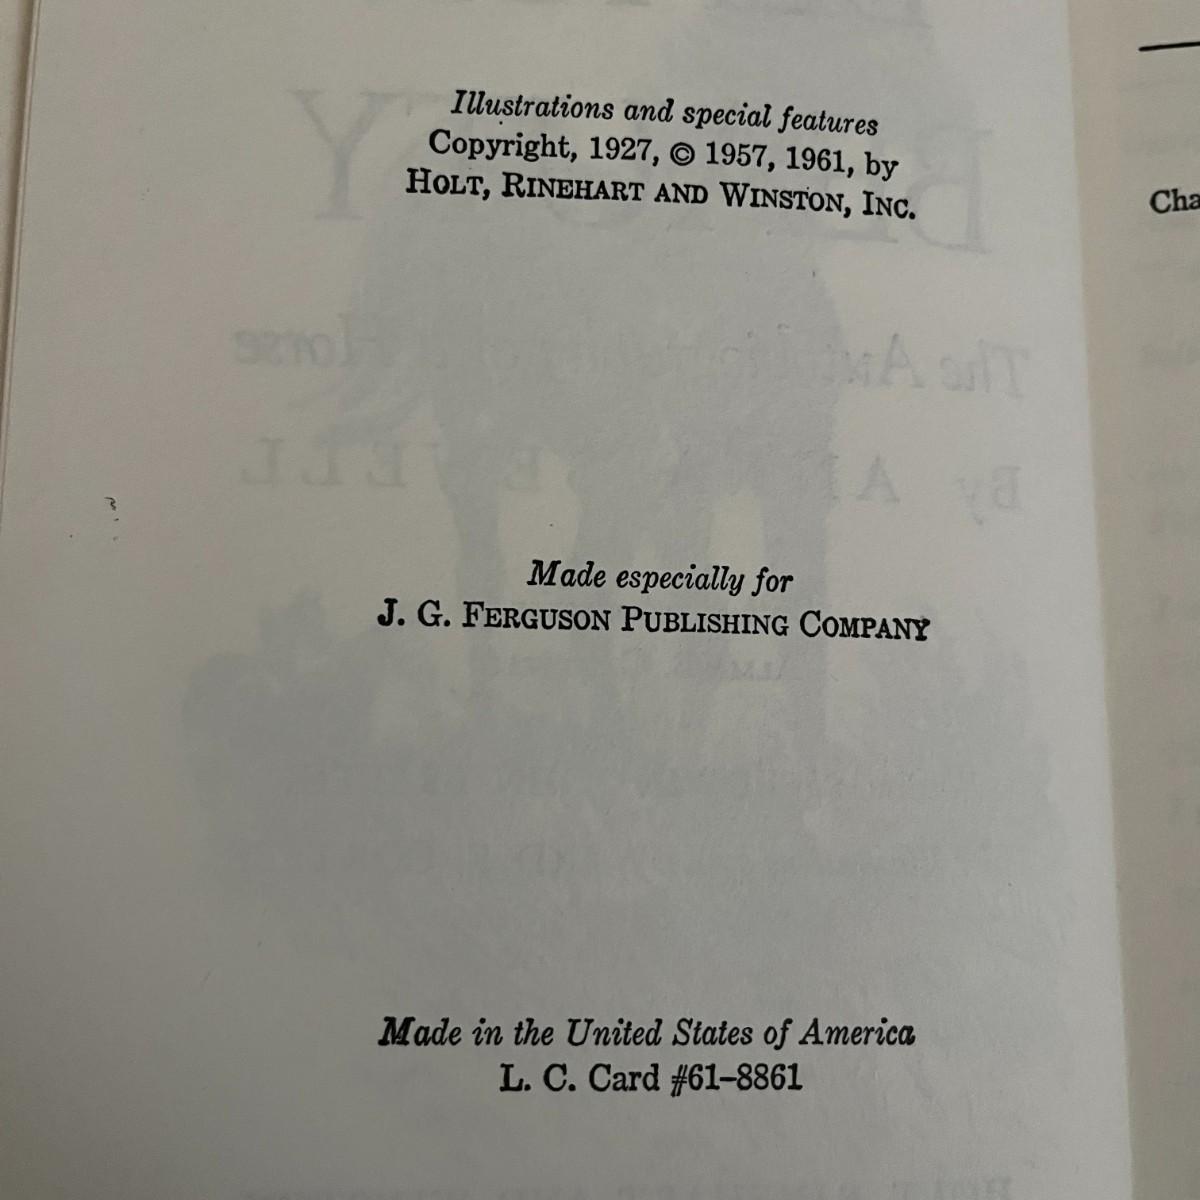 Illustrations and special features
Copyright, 1927, © 1957, 1961, by
HOLT, RINEHART AND WINSTON, INC.
Made especially for
J. G. FERGUSON PUBLISHING COMPANY
Made in the United States of America
L. C. Card #61–8861
Cha